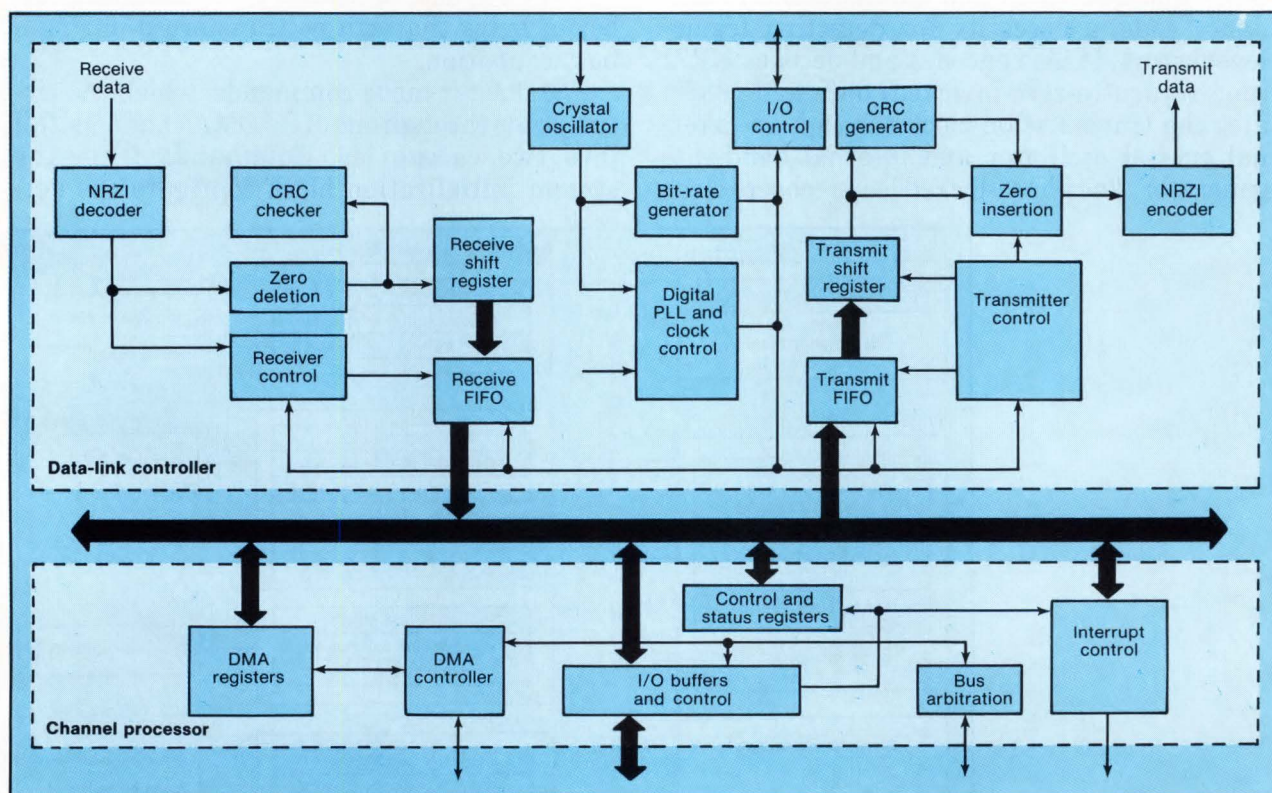 Receive
data
Crystal
oscillator
I/O
control
CRC
generator
Transmit
data
NRZI
decoder
CRC
checker
Bit-rate
generator
Zero
insertion
NRZI
encoder
Receive
shift
register
Transmit
shift
register
Zero
deletion
Digital
PLL and
clock
control
Transmitter
control
Receiver
control
Receive
FIFO
Transmit
FIFO
Data-link controller
Control and
status registers
DMA
registers
DMA
controller
I/O buffers
and control
Bus
arbitration
Interrupt
control
Channel processor